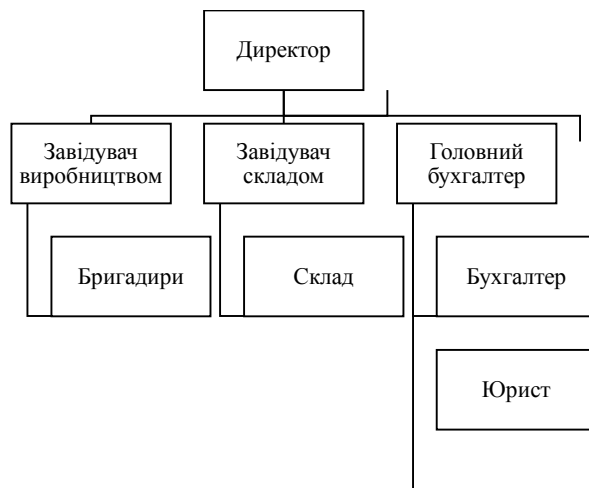 Директор
Завідувач
виробництвом
Завідувач
складом
Головний
бухгалтер
Бригадири
Склад
Бухгалтер
Юрист